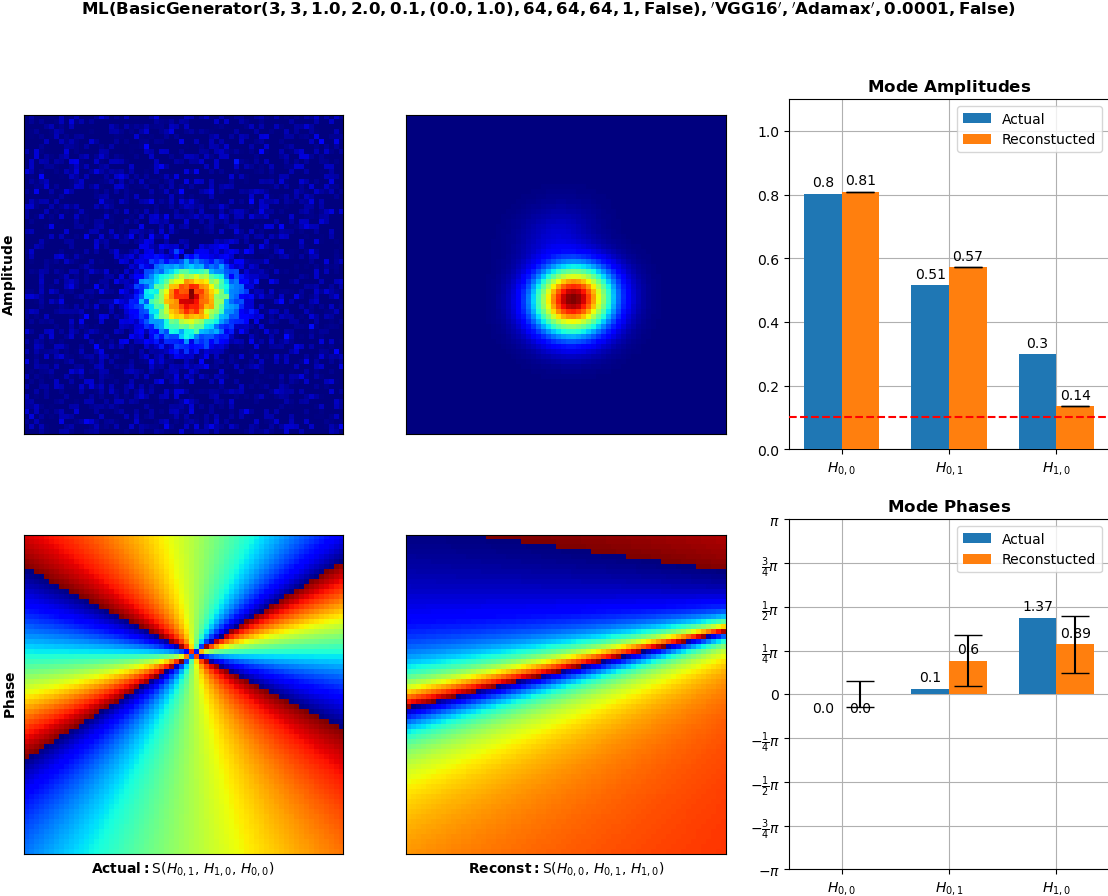 ML(BasicGenerator(3, 3, 1.0, 2.0, 0.1, (0.0, 1.0), 64, 64, 64, 1, False), ′VGG16′, ′Adamax′, 0.0001, False)
Amplitude
Mode Amplitudes
Actual
Reconstucted
1.0
0.8
0.6
0.4
0.2
0.0
0.8
0.81
0.51
0.57
0.3
0.14
H₀,₀
H₀,₁
H₁,₀
Phase
Actual: S(H₀,₁, H₁,₀, H₀,₀)
Reconst: S(H₀,₀, H₀,₁, H₁,₀)
Mode Phases
Actual
Reconstucted
π
3/4π
1/2π
1/4π
0
−1/4π
−1/2π
−3/4π
−π
0.0
0.0
0.1
0.6
1.37
0.89
H₀,₀
H₀,₁
H₁,₀